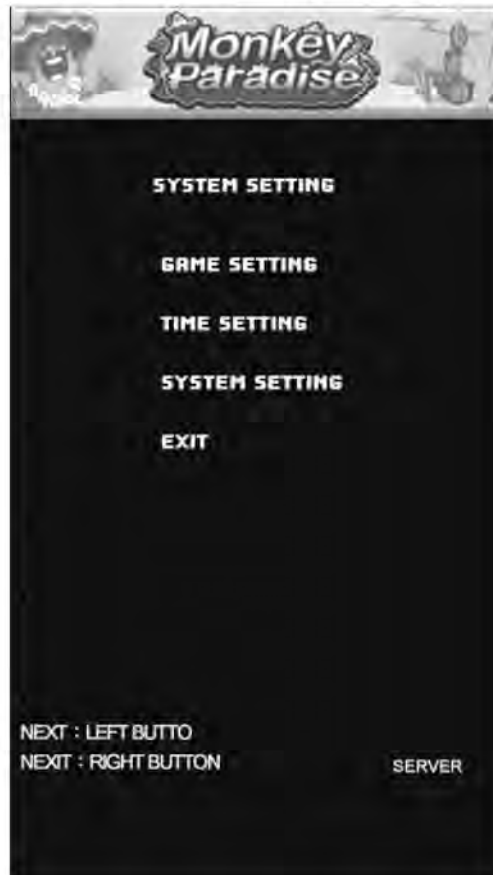 Monkey
Paradise
SYSTEM SETTING
GAME SETTING
TIME SETTING
SYSTEM SETTING
EXIT
NEXT : LEFT BUTTO
NEXIT : RIGHT BUTTON
SERVER